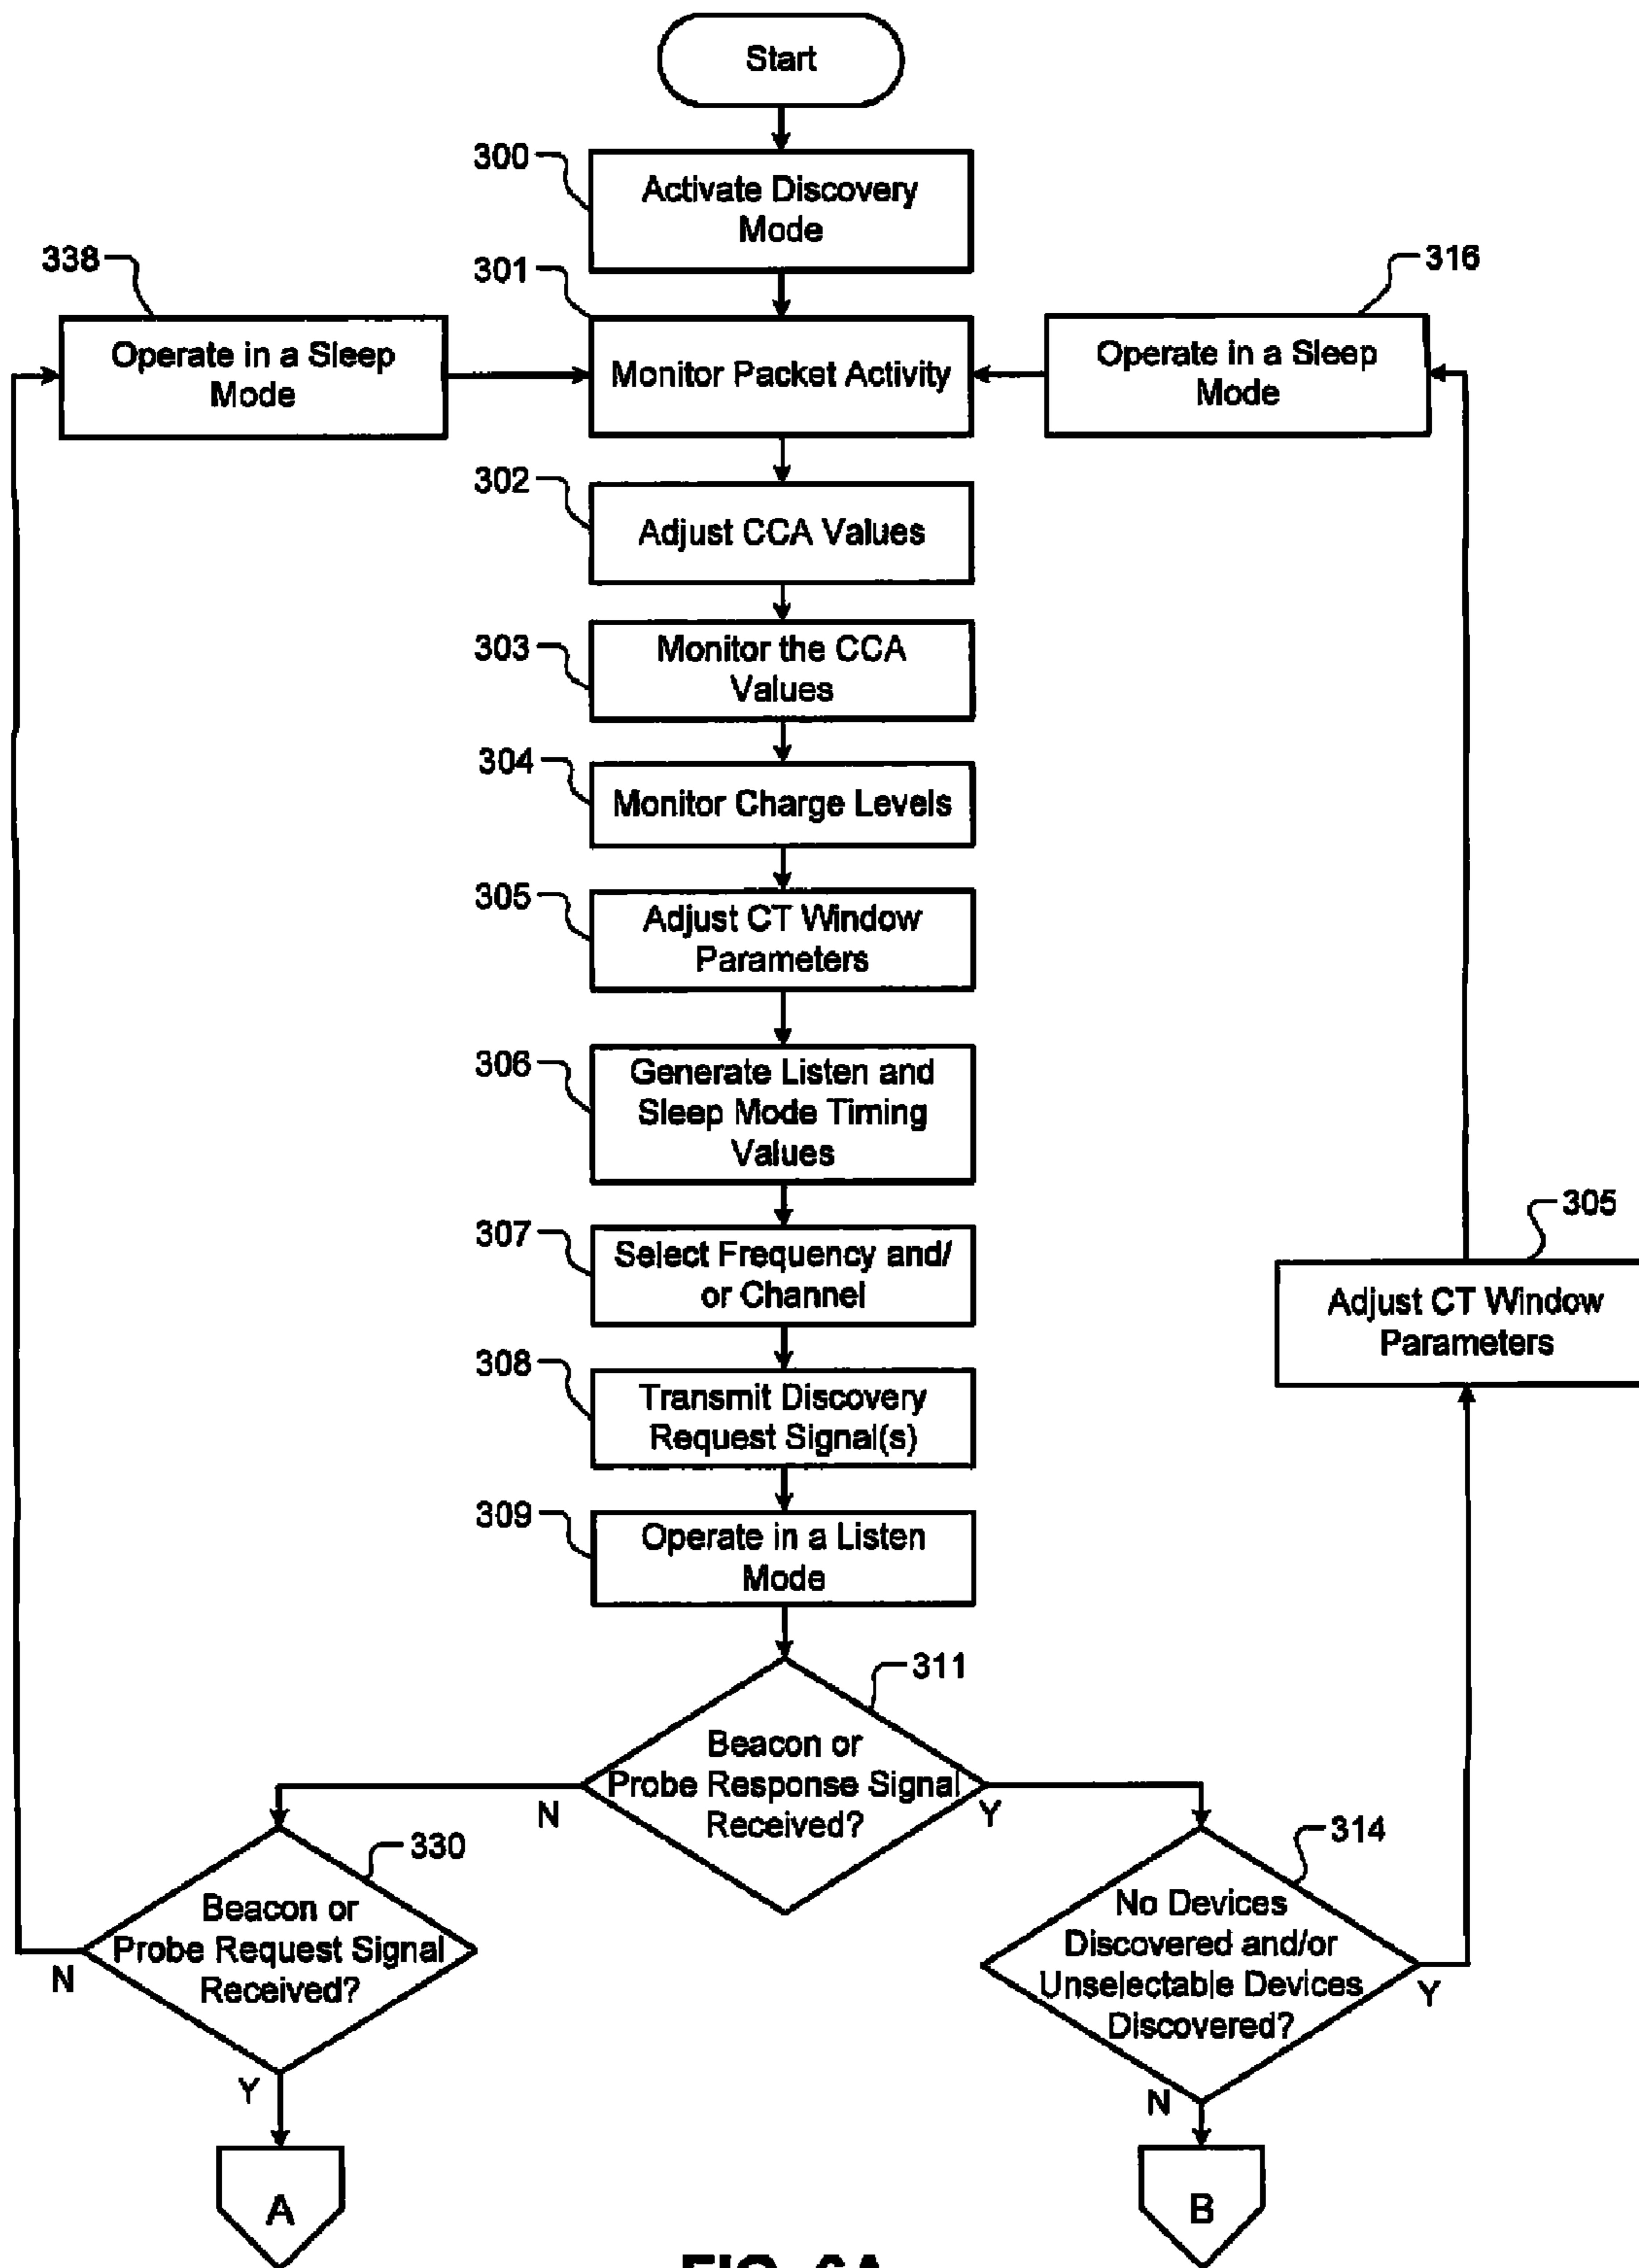 Start
300
Activate Discovery
Mode
338
Operate in a Sleep
Mode
301
Monitor Packet Activity
316
Operate in a Sleep
Mode
302
Adjust CCA Values
303
Monitor the CCA
Values
304
Monitor Charge Levels
305
Adjust CT Window
Parameters
306
Generate Listen and
Sleep Mode Timing
Values
307
Select Frequency and/
or Channel
305
Adjust CT Window
Parameters
308
Transmit Discovery
Request Signal(s)
309
Operate in a Listen
Mode
311
Beacon or
Probe Response Signal
Received?
N
Y
330
Beacon or
Probe Request Signal
Received?
N
Y
314
No Devices
Discovered and/or
Unselectable Devices
Discovered?
Y
N
A
B
FIG. 6A